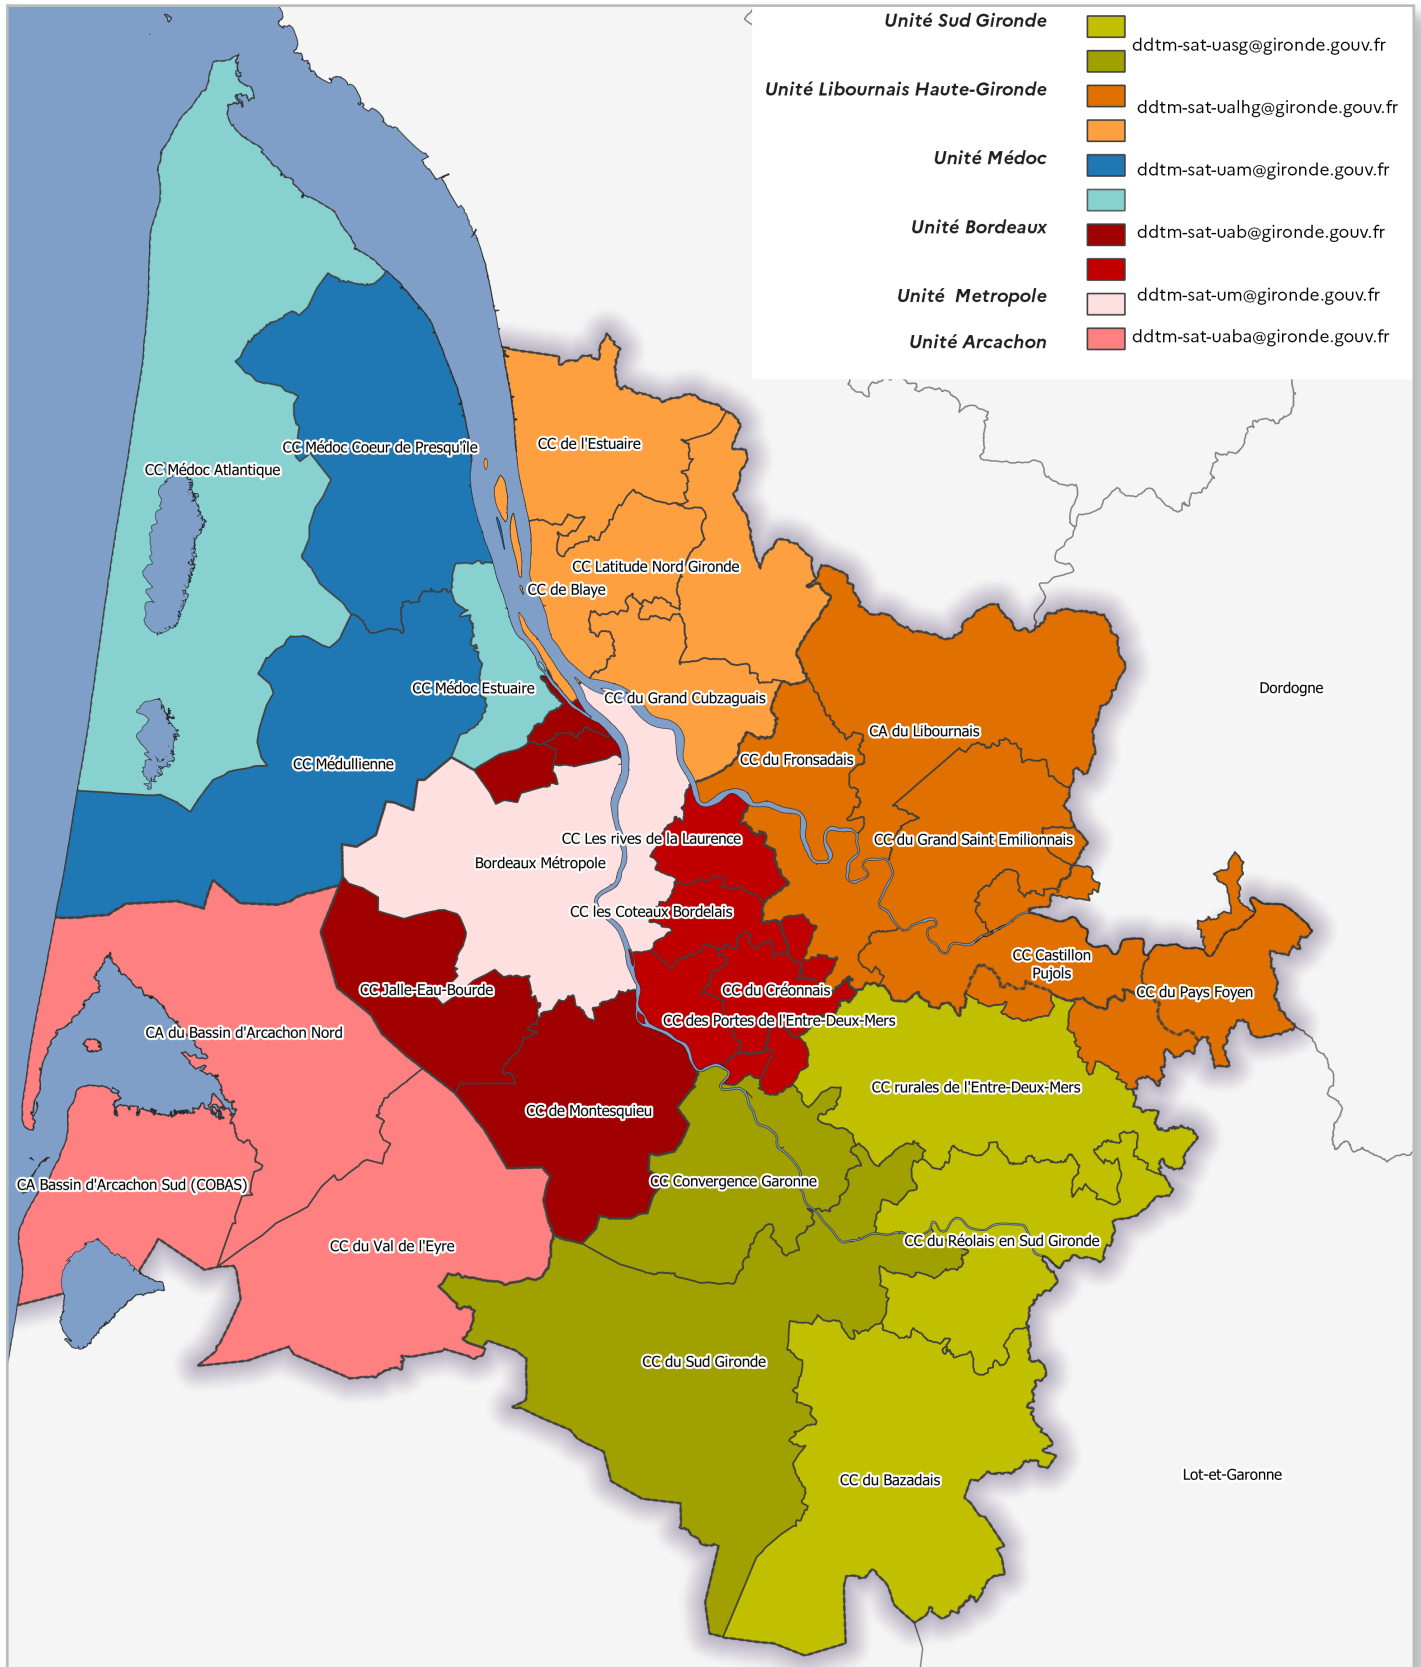 Unité Sud Gironde
ddtm-sat-uasg@gironde.gouv.fr
Unité Libournais Haute-Gironde
ddtm-sat-ualhg@gironde.gouv.fr
Unité Médoc
ddtm-sat-uam@gironde.gouv.fr
Unité Bordeaux
ddtm-sat-uab@gironde.gouv.fr
Unité Metropole
ddtm-sat-um@gironde.gouv.fr
Unité Arcachon
ddtm-sat-uaba@gironde.gouv.fr
CC de l'Estuaire
CC Médoc Coeur de Presqu'île
CC Médoc Atlantique
CC Latitude Nord Gironde
CC de Blaye
CC Médoc Estuaire
Dordogne
CC du Grand Cubzaguais
CA du Libournais
CC du Fronsadais
CC Médullienne
CC Les rives de la Laurence
CC du Grand Saint Emilionnais
Bordeaux Métropole
CC les Coteaux Bordelais
CC Castillon
Pujols
CC Jalle-Eau-Bourde
CC du Créonnais
CC du Pays Foyen
CC des Portes de l'Entre-Deux-Mers
CA du Bassin d'Arcachon Nord
CC rurales de l'Entre-Deux-Mers
CC de Montesquieu
CC Convergence Garonne
CA Bassin d'Arcachon Sud (COBAS)
CC du Réolais en Sud Gironde
CC du Val de l'Eyre
CC du Sud Gironde
Lot-et-Garonne
CC du Bazadais